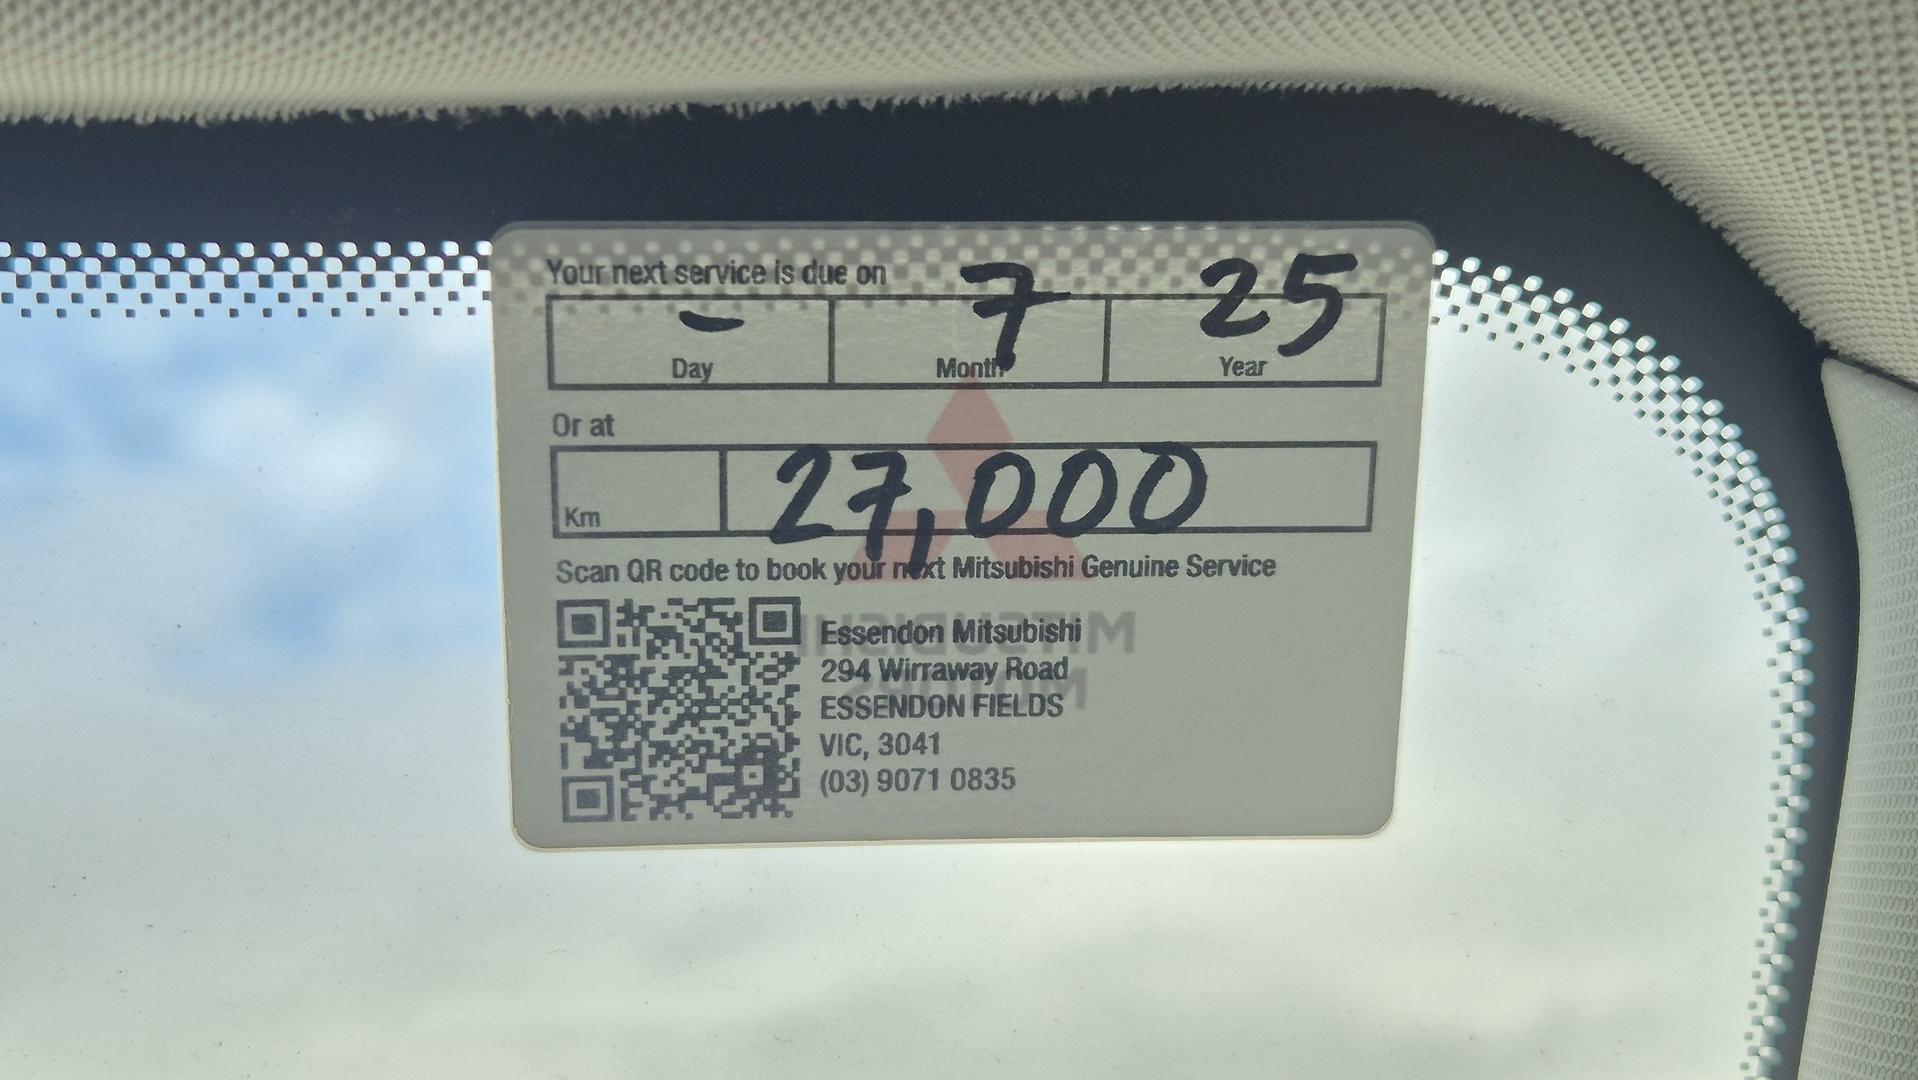 Your next service is due on
- 7 25
Day Month Year
Or at
Km 27,000
Scan QR code to book your next Mitsubishi Genuine Service
Essendon Mitsubishi
294 Wirraway Road
ESSENDON FIELDS
VIC, 3041
(03) 9071 0835
MITSUBISHI
MOTORS